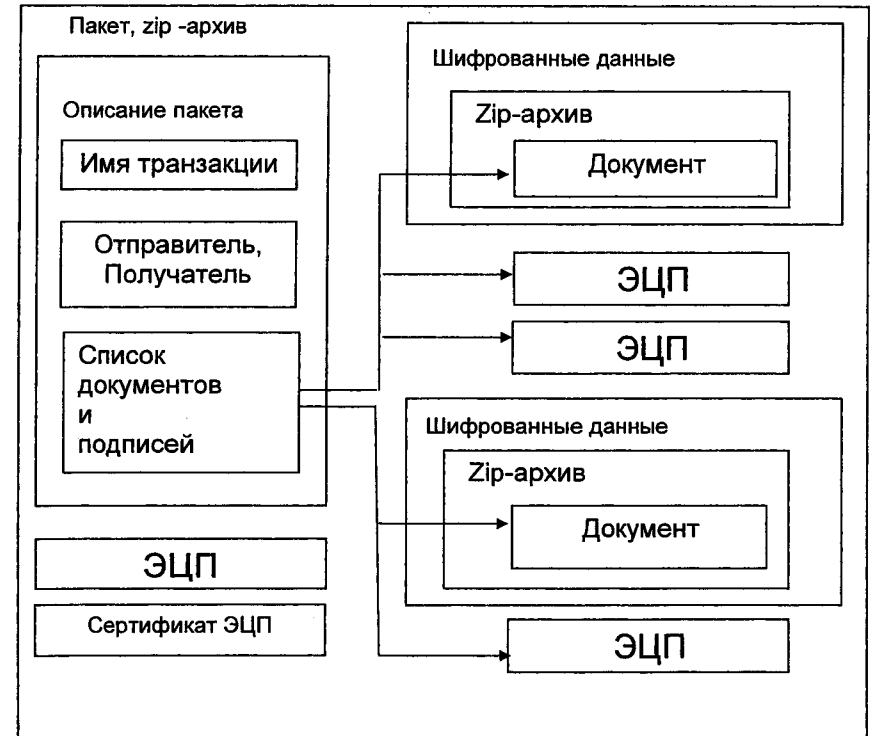 Пакет, zip -архив
Описание пакета
Имя транзакции
Отправитель,
Получатель
Список
документов
и
подписей
ЭЦП
Сертификат ЭЦП
Шифрованные данные
Zip-архив
Документ
ЭЦП
ЭЦП
Шифрованные данные
Zip-архив
Документ
ЭЦП